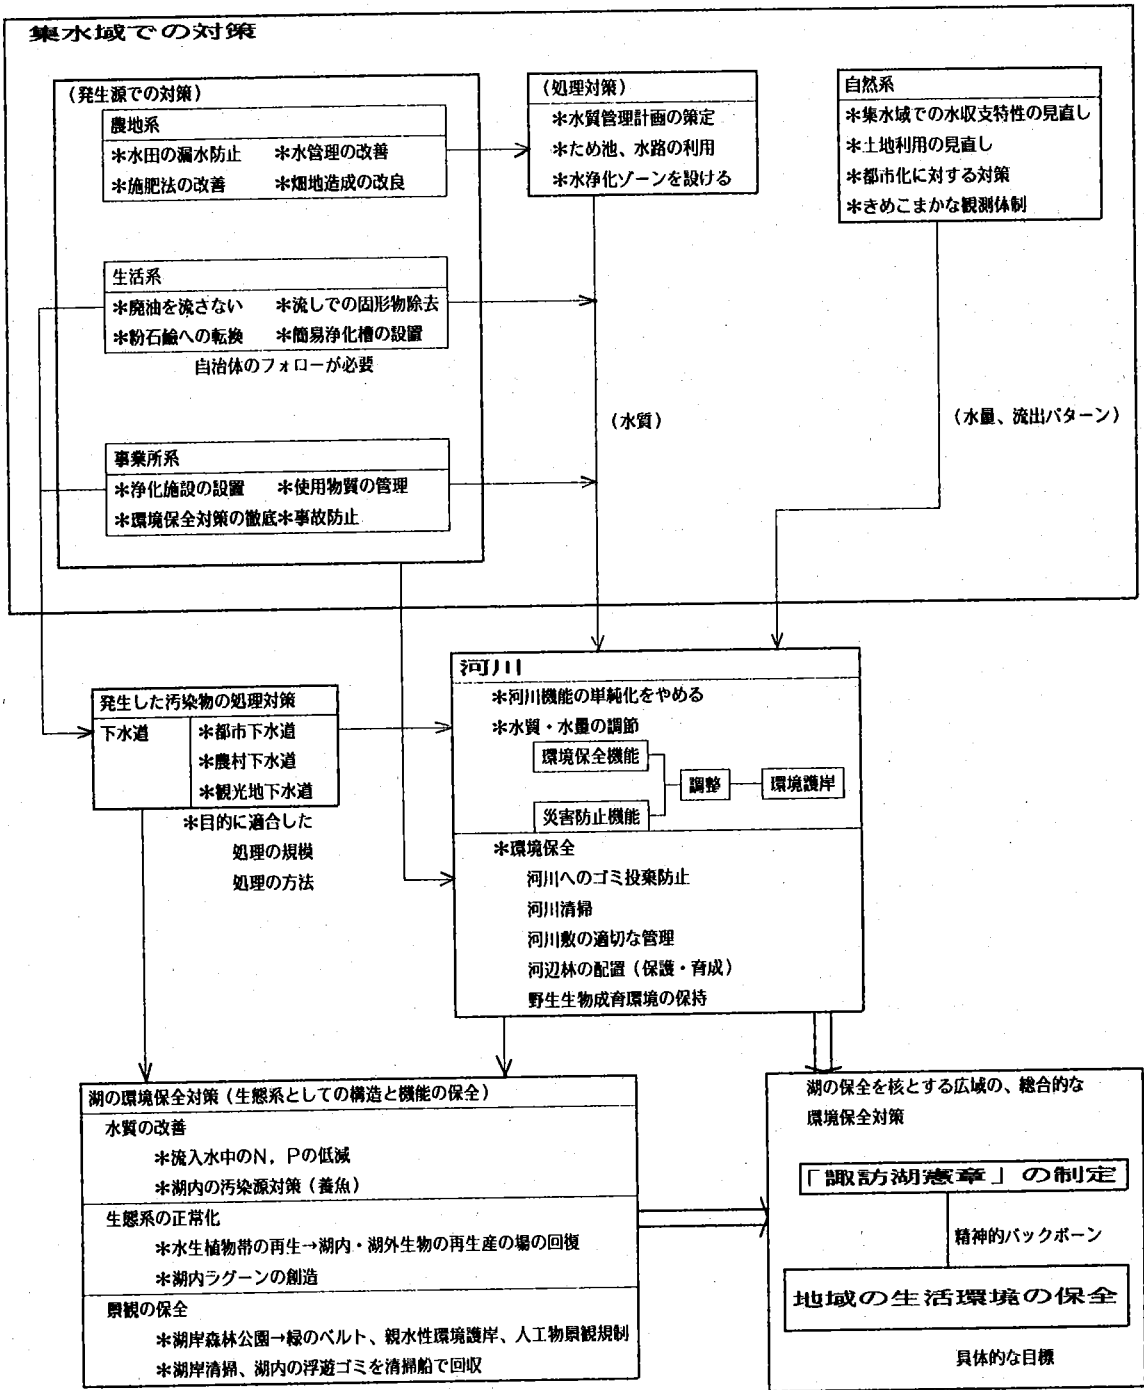 集水域での対策
(発生源での対策)
農地系
*水田の漏水防止 *水管理の改善
*施肥法の改善 *畑地造成の改良
生活系
*廃油を流さない *流しでの固形物除去
*粉石鹼への転換 *簡易浄化槽の設置
自治体のフォローが必要
事業所系
*浄化施設の設置 *使用物質の管理
*環境保全対策の徹底*事故防止
(処理対策)
*水質管理計画の策定
*ため池、水路の利用
*水浄化ゾーンを設ける
自然系
*集水域での水収支特性の見直し
*土地利用の見直し
*都市化に対する対策
*きめこまかな観測体制
(水質)
(水量、流出パターン)
発生した汚染物の処理対策
下水道
*都市下水道
*農村下水道
*観光地下水道
*目的に適合した
処理の規模
処理の方法
河川
*河川機能の単純化をやめる
*水質・水量の調節
環境保全機能
調整
環境護岸
災害防止機能
*環境保全
河川へのゴミ投棄防止
河川清掃
河川敷の適切な管理
河辺林の配置(保護・育成)
野生生物成育環境の保持
湖の環境保全対策(生態系としての構造と機能の保全)
水質の改善
*流入水中のN,Pの低減
*湖内の汚染源対策(養魚)
生態系の正常化
*水生植物帯の再生→湖内・湖外生物の再生産の場の回復
*湖内ラグーンの創造
景観の保全
*湖岸森林公園→緑のベルト、親水性環境護岸、人工物景観規制
*湖岸清掃、湖内の浮遊ゴミを清掃船で回収
湖の保全を核とする広域の、総合的な
環境保全対策
「諏訪湖憲章」の制定
精神的バックボーン
地域の生活環境の保全
具体的な目標